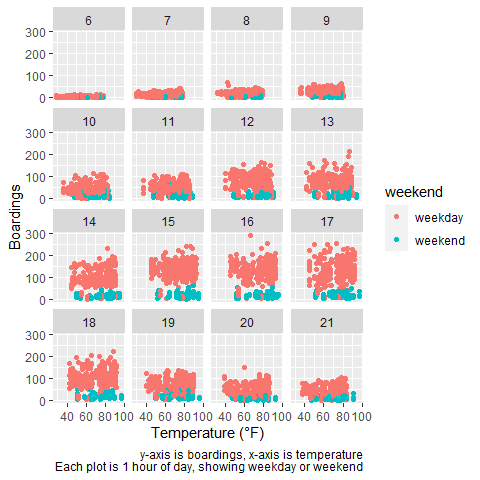 6 7 8 9
300
200
100
0
10 11 12 13
300
200
100
0
14 15 16 17
300
200
100
0
18 19 20 21
300
200
100
0
40 60 80 100 40 60 80 100 40 60 80 100 40 60 80 100
Boardings
Temperature (°F)
weekend
weekday
weekend
y-axis is boardings, x-axis is temperature
Each plot is 1 hour of day, showing weekday or weekend